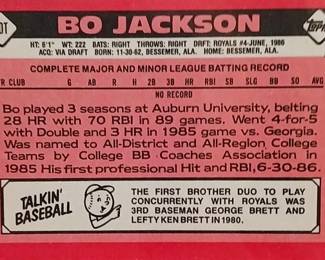 0T BO JACKSON Topps
HT: 6'1" WT: 222 BATS: RIGHT THROWS: RIGHT DRFT: ROYALS #4-JUNE, 1986
ACQ: VIA DRAFT BORN: 11-30-62, BESSEMER, ALA. HOME: BESSEMER, ALA.
COMPLETE MAJOR AND MINOR LEAGUE BATTING RECORD
YR CLUB G AB R H 2B 3B HR RBI SB SLG BB SO AVG
NO RECORD
Bo played 3 seasons at Auburn University, belting
28 HR with 70 RBI in 89 games. Went 4-for-5
with Double and 3 HR in 1985 game vs. Georgia.
Was named to All-District and All-Region College
Teams by College BB Coaches Association in
1985 His first professional Hit and RBI, 6-30-86.
TALKIN' BASEBALL
THE FIRST BROTHER DUO TO PLAY
CONCURRENTLY WITH ROYALS WAS
3RD BASEMAN GEORGE BRETT AND
LEFTY KEN BRETT IN 1980.